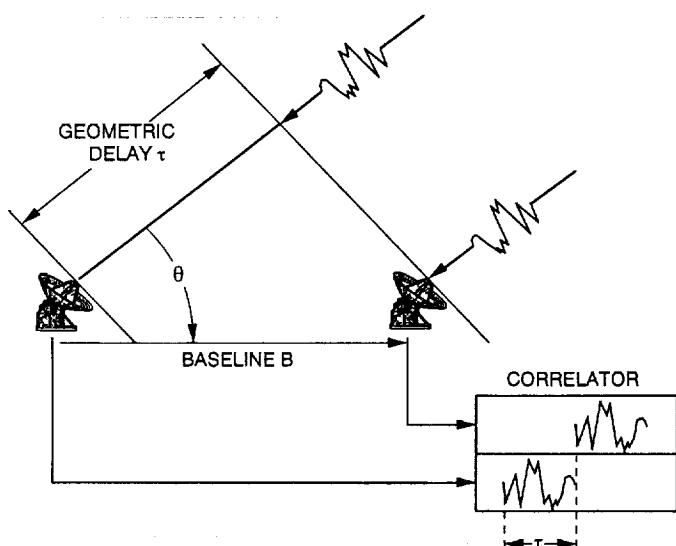 GEOMETRIC
DELAY τ
θ
BASELINE B
CORRELATOR
τ